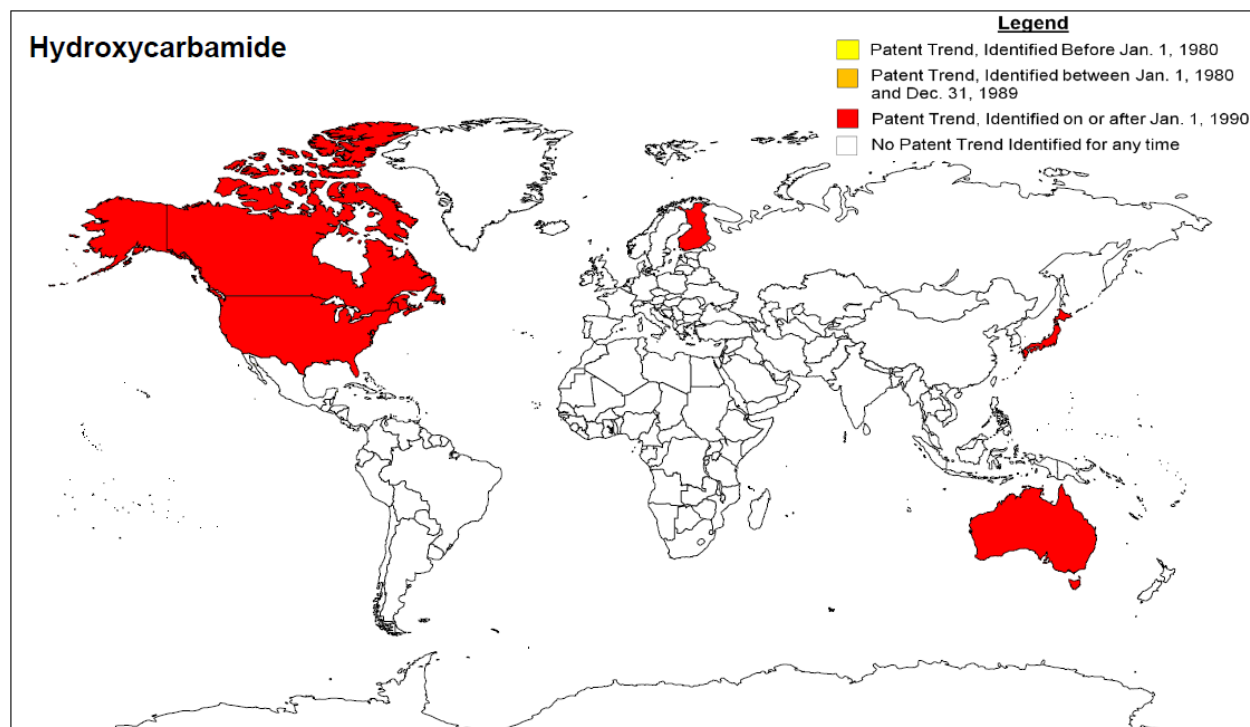 Hydroxycarbamide
Legend
Patent Trend, Identified Before Jan. 1, 1980
Patent Trend, Identified between Jan. 1, 1980
and Dec. 31, 1989
Patent Trend, Identified on or after Jan. 1, 1990
No Patent Trend Identified for any time